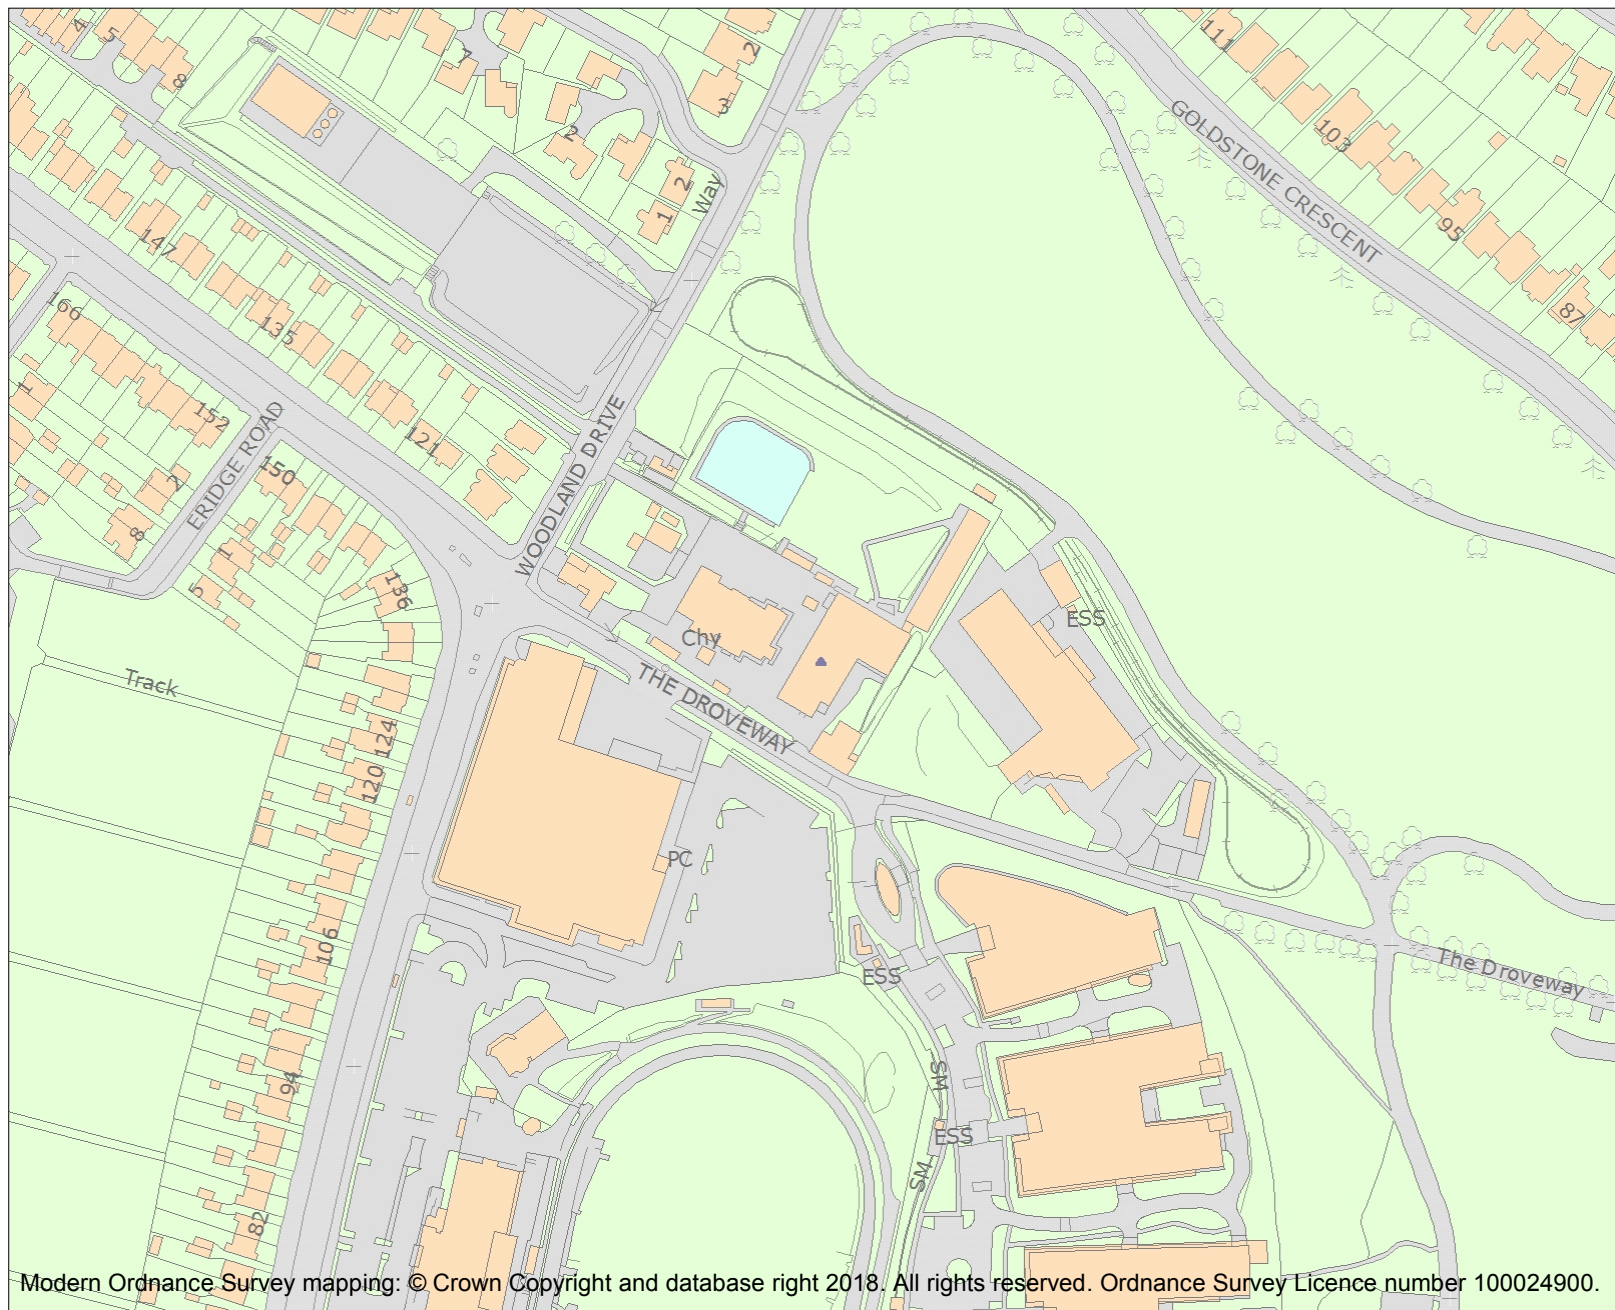 4
5
8
7
2
3
2
2
1
Way
111
103
95
87
GOLDSTONE CRESCENT
147
135
121
166
152
1
2
8
ERIDGE ROAD
150
1
5
136
WOODLAND DRIVE
Chy
ESS
THE DROVEWAY
Track
124
120
PC
106
ESS
The Droveway
94
SM
ESS
SM
82
Modern Ordnance Survey mapping: © Crown Copyright and database right 2018. All rights reserved. Ordnance Survey Licence number 100024900.